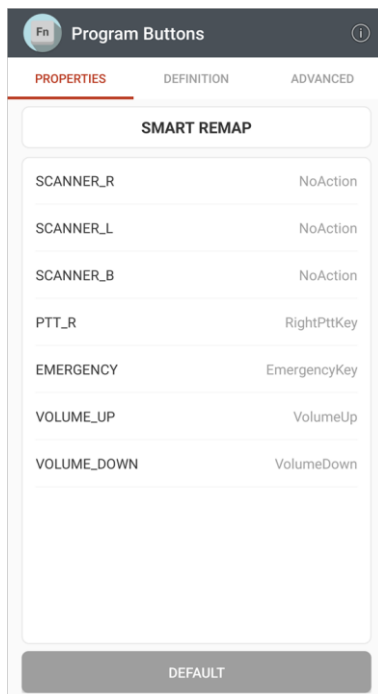 Fn Program Buttons
PROPERTIES DEFINITION ADVANCED
SMART REMAP
SCANNER_R NoAction
SCANNER_L NoAction
SCANNER_B NoAction
PTT_R RightPttKey
EMERGENCY EmergencyKey
VOLUME_UP VolumeUp
VOLUME_DOWN VolumeDown
DEFAULT